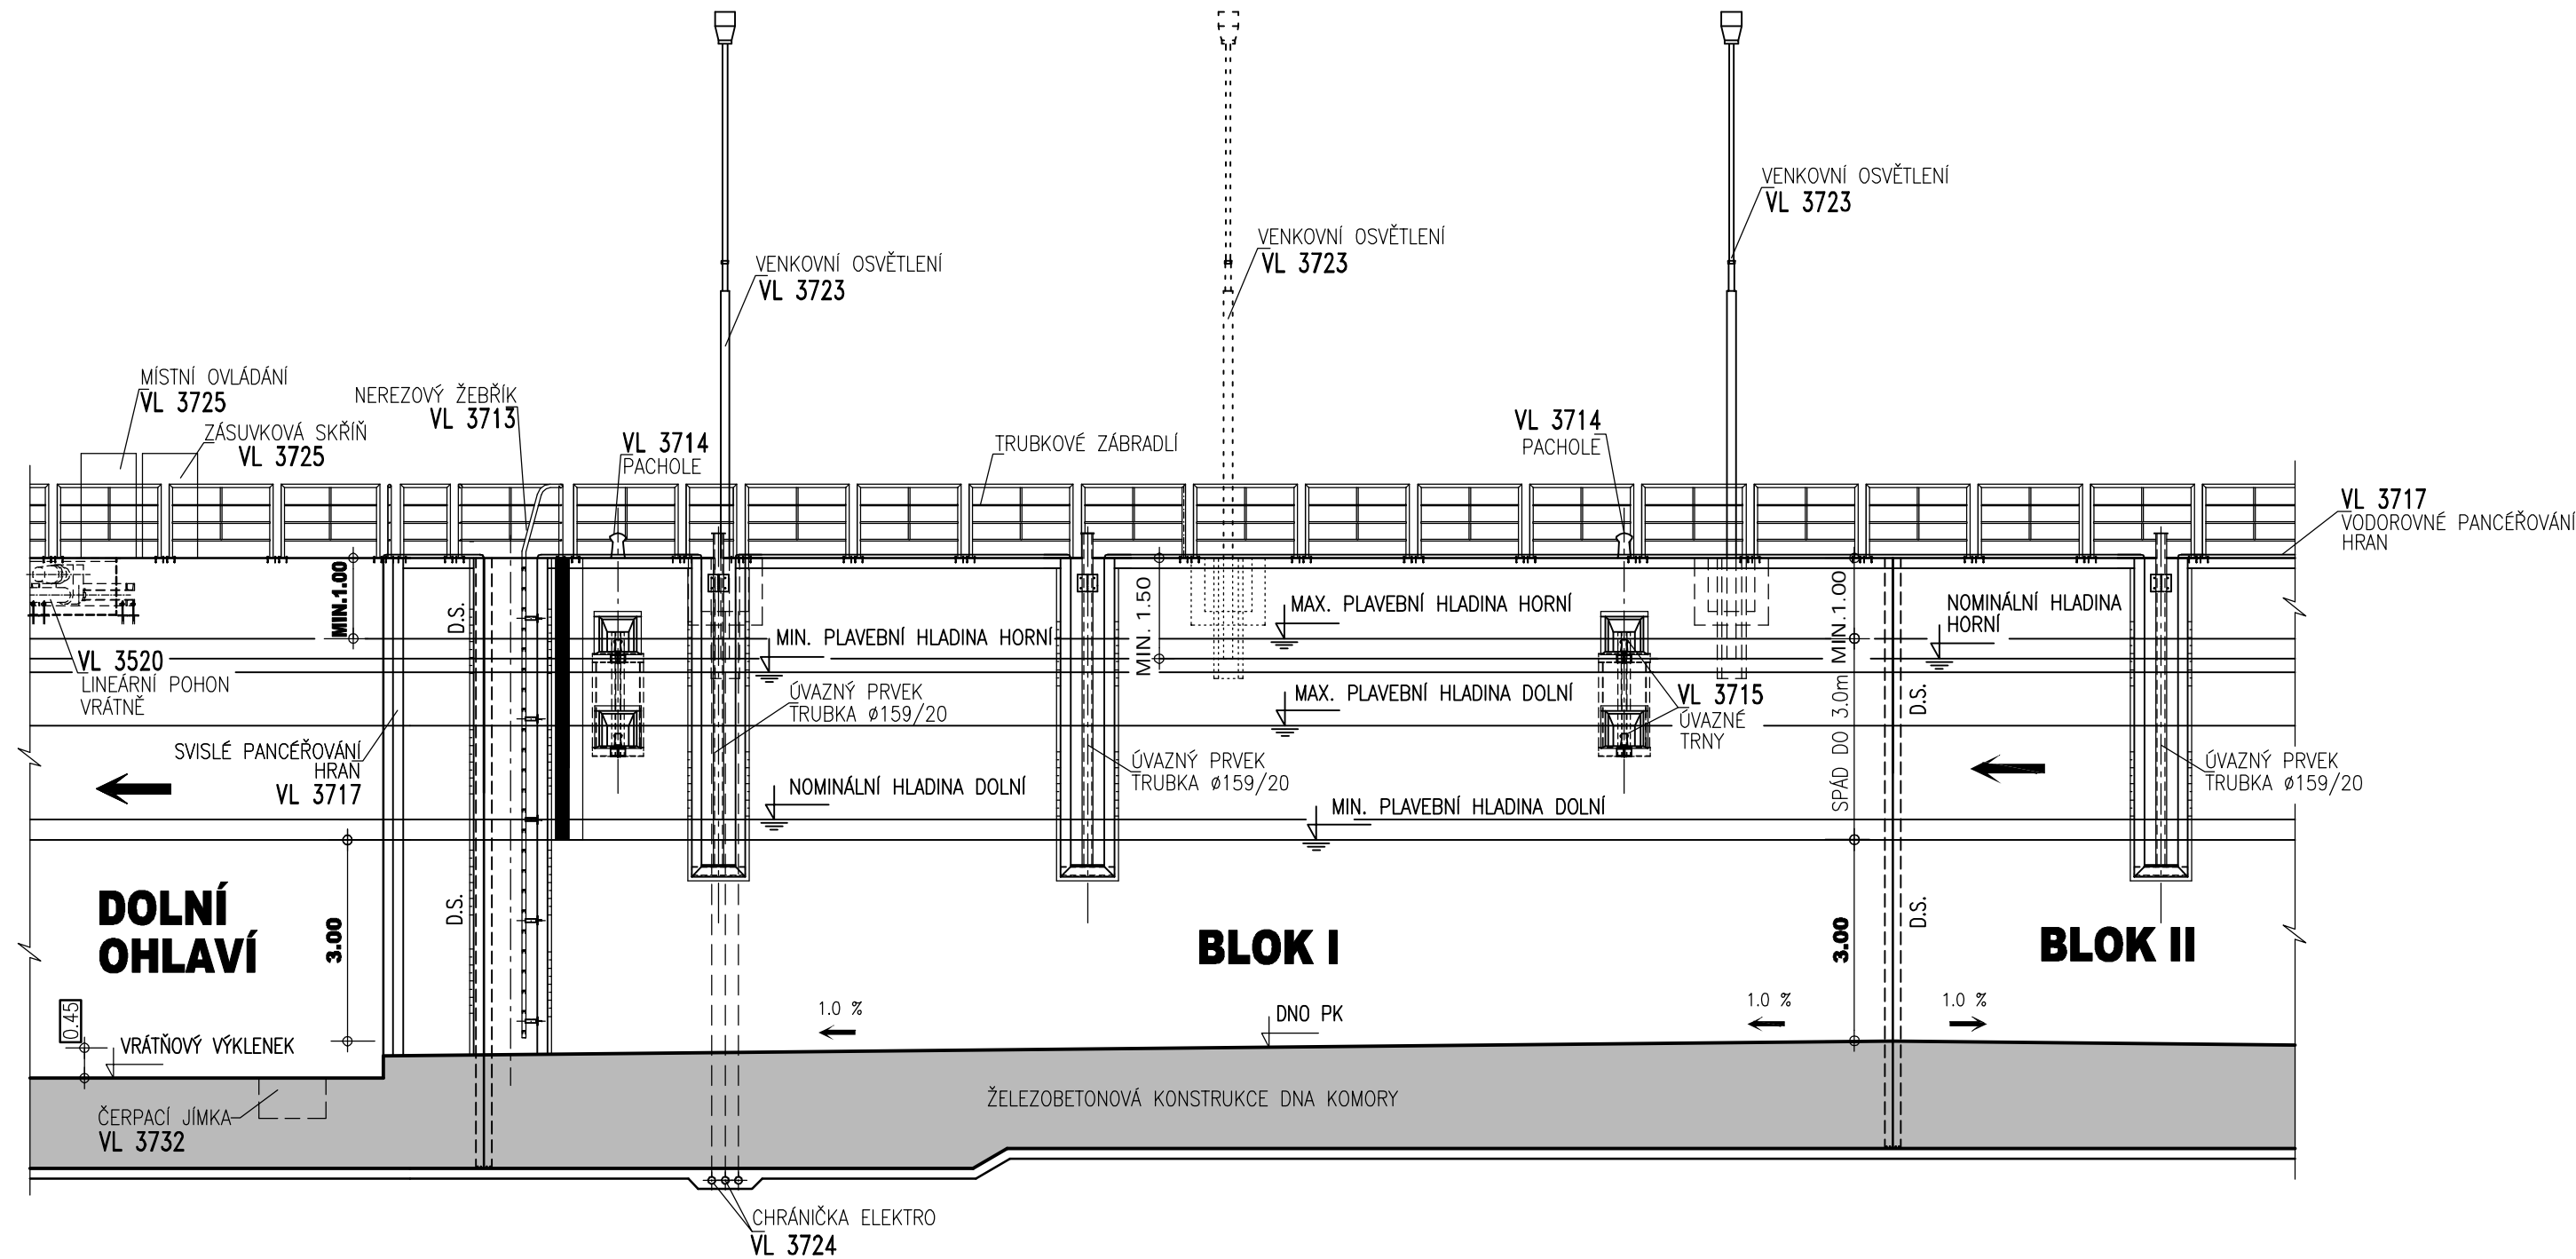 VENKOVNÍ OSVĚTLENÍ
VL 3723
VENKOVNÍ OSVĚTLENÍ
VL 3723
VENKOVNÍ OSVĚTLENÍ
VL 3723
MÍSTNÍ OVLÁDÁNÍ
VL 3725
ZÁSUVKOVÁ SKŘÍŇ
VL 3725
NEREZOVÝ ŽEBŘÍK
VL 3713
VL 3714
PACHOLE
TRUBKOVÉ ZÁBRADLÍ
VL 3714
PACHOLE
VL 3717
VODOROVNÉ PANCÉŘOVÁNÍ
HRAN
MIN.1.00
D.S.
MIN. 1.50
MAX. PLAVEBNÍ HLADINA HORNÍ
MIN.1.00
NOMINÁLNÍ HLADINA
HORNÍ
MIN. PLAVEBNÍ HLADINA HORNÍ
VL 3520
LINEÁRNÍ POHON
VRÁTNĚ
ÚVAZNÝ PRVEK
TRUBKA ø159/20
MAX. PLAVEBNÍ HLADINA DOLNÍ
VL 3715
ÚVAZNÉ
TRNY
SPÁD DO 3.0m
D.S.
SVISLÉ PANCÉŘOVÁNÍ
HRAN
VL 3717
ÚVAZNÝ PRVEK
TRUBKA ø159/20
ÚVAZNÝ PRVEK
TRUBKA ø159/20
NOMINÁLNÍ HLADINA DOLNÍ
MIN. PLAVEBNÍ HLADINA DOLNÍ
DOLNÍ
OHLAVÍ
3.00
D.S.
BLOK I
3.00
D.S.
BLOK II
0.45
VRÁTŇOVÝ VÝKLENEK
1.0 %
DNO PK
1.0 %
1.0 %
ČERPACÍ JÍMKA
VL 3732
ŽELEZOBETONOVÁ KONSTRUKCE DNA KOMORY
CHRÁNIČKA ELEKTRO
VL 3724